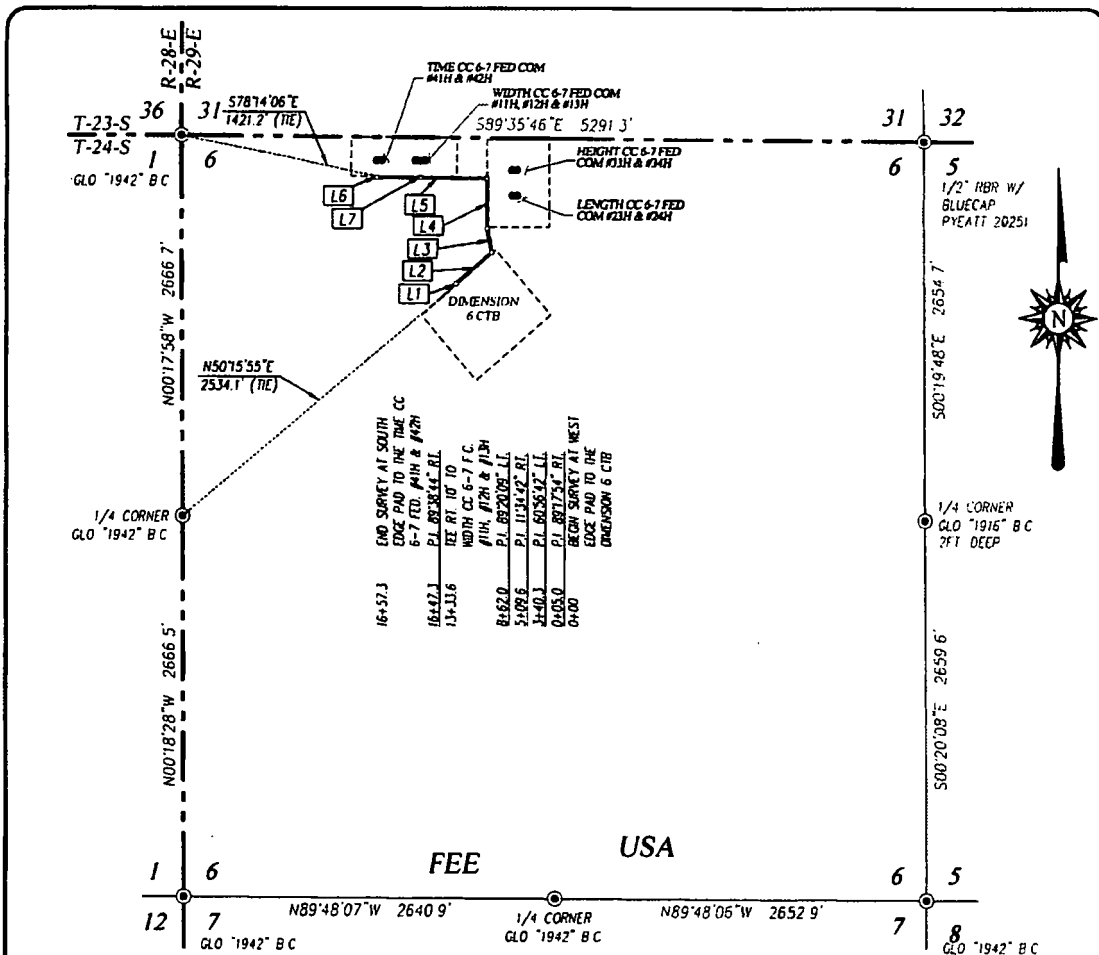 R-28-E
R-29-E
TIME CC 6-7 FED COM
#41H & #42H
WIDTH CC 6-7 FED COM
#11H, #12H & #13H
S89°35'46"E 5291 3'
36
31
S78°14'06"E
1421.2' (TIE)
31
32
T-23-S
T-24-S
1
6
GLO "1942" B C
HEIGHT CC 6-7 FED
COM #33H & #34H
6
5
1/2" RBR W/
BLUECAP
PYEATT 20251
LENGTH CC 6-7 FED
COM #23H & #24H
L6
L7
L5
L4
L3
L2
L1
DIMENSION
6 CTB
N00°17'58"W 2666 7'
S00°19'48"E 2654 7'
N
N50°15'55"E
2534.1' (TIE)
16+57.3 END SURVEY AT SOUTH
EDGE PAD TO THE TIME CC
6-7 FED. #41H & #42H
16+47.3 P.I. 89°38'44" RT.
13+33.6 TEE RT. 10' TO
WIDTH CC 6-7 F.C.
#11H, #12H & #13H
8+62.0 P.I. 89°20'09" LT.
5+09.6 P.I. 11°34'42" RT.
3+40.3 P.I. 60°56'42" LT.
0+05.0 P.I. 89°17'54" RT.
0+00 BEGIN SURVEY AT WEST
EDGE PAD TO THE
DIMENSION 6 CTB
1/4 CORNER
GLO "1942" B C
1/4 CORNER
GLO "1916" B C
2FT DEEP
N00°18'28"W 2666 5'
S00°20'08"E 2659 6'
FEE
USA
1
6
6
5
N89°48'07"W 2640 9'
1/4 CORNER
GLO "1942" B C
N89°48'06"W 2652 9'
12
7
GLO "1942" B C
7
8
GLO "1942" B C